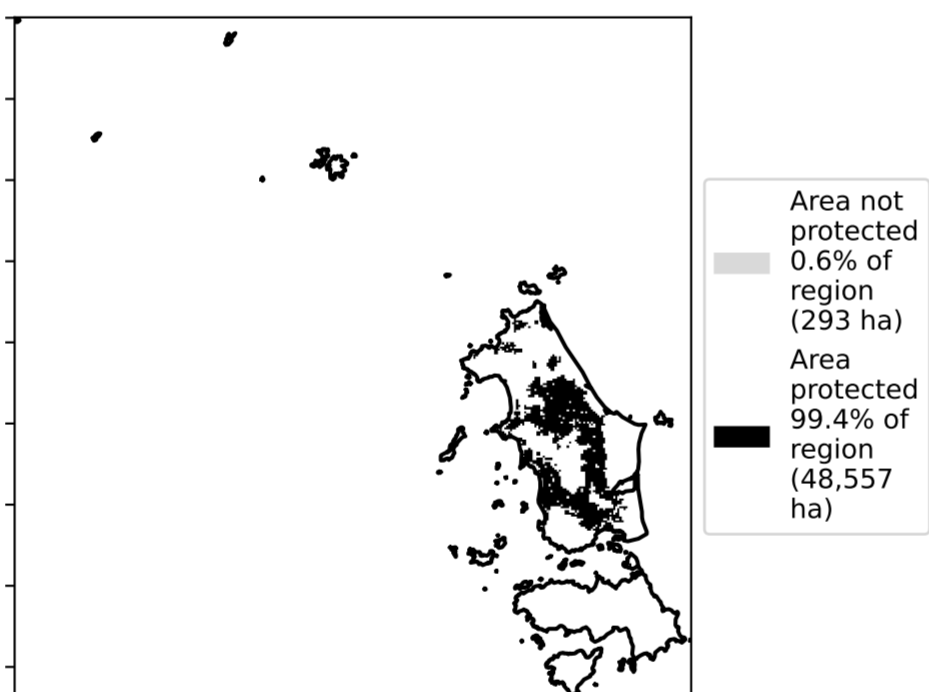 Area not
protected
0.6% of
region
(293 ha)
Area
protected
99.4% of
region
(48,557
ha)